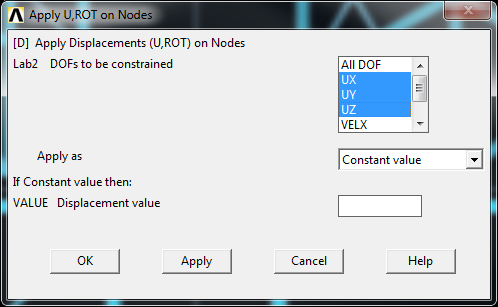 Apply U,ROT on Nodes
[D] Apply Displacements (U,ROT) on Nodes
Lab2 DOFs to be constrained
All DOF
UX
UY
UZ
VELX
Apply as
Constant value
If Constant value then:
VALUE Displacement value
OK Apply Cancel Help